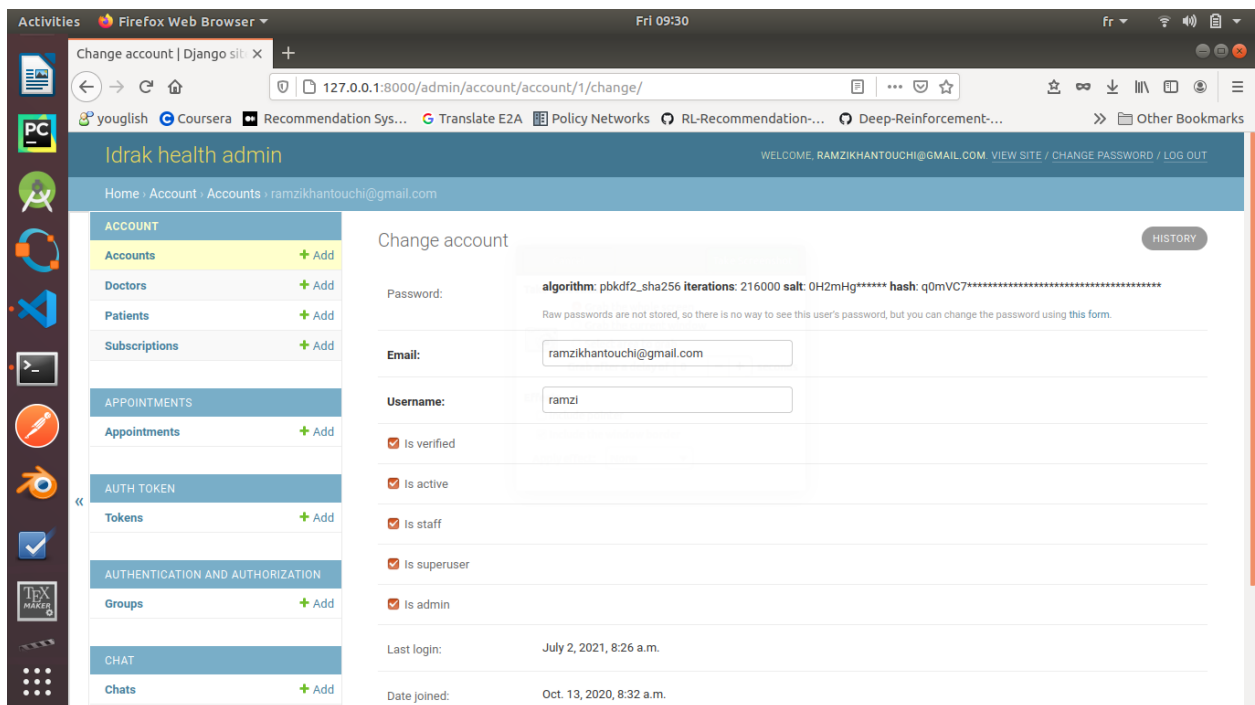 Activities Firefox Web Browser Fri 09:30 fr
Change account | Django sit
127.0.0.1:8000/admin/account/account/1/change/
youglish Coursera Recommendation Sys... Translate E2A Policy Networks RL-Recommendation-... Deep-Reinforcement-... Other Bookmarks
Idrak health admin WELCOME, RAMZIKHANTOUCHI@GMAIL.COM. VIEW SITE / CHANGE PASSWORD / LOG OUT
Home › Account › Accounts › ramzikhantouchi@gmail.com
ACCOUNT
Accounts + Add
Doctors + Add
Patients + Add
Subscriptions + Add
APPOINTMENTS
Appointments + Add
AUTH TOKEN
Tokens + Add
AUTHENTICATION AND AUTHORIZATION
Groups + Add
CHAT
Chats + Add
Change account HISTORY
Password: algorithm: pbkdf2_sha256 iterations: 216000 salt: 0H2mHg****** hash: q0mVC7**************************************
Raw passwords are not stored, so there is no way to see this user's password, but you can change the password using this form.
Email: ramzikhantouchi@gmail.com
Username: ramzi
Is verified
Is active
Is staff
Is superuser
Is admin
Last login: July 2, 2021, 8:26 a.m.
Date joined: Oct. 13, 2020, 8:32 a.m.
PC
TEX
MAKER